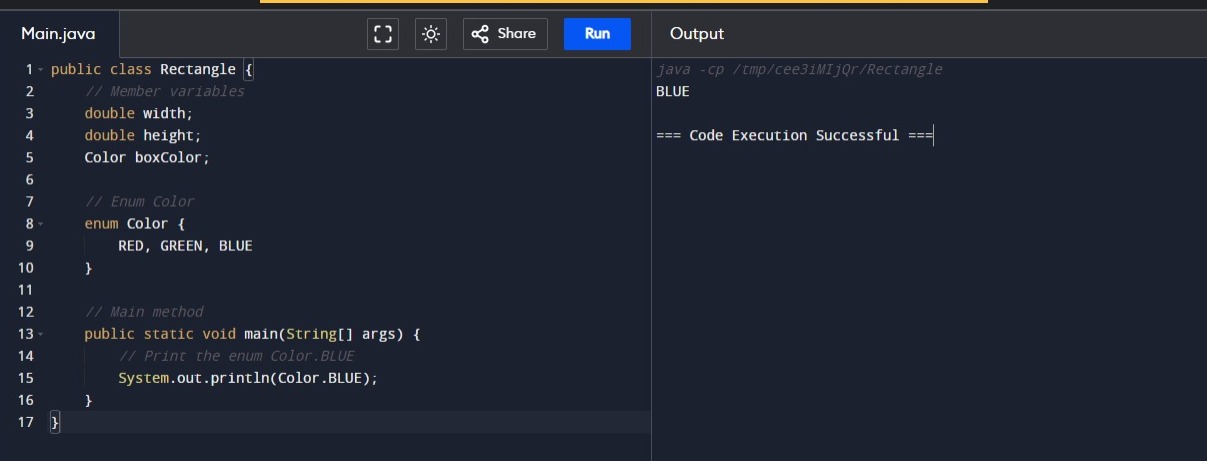 Main.java
Share
Run
Output
1 public class Rectangle {
2     // Member variables
3     double width;
4     double height;
5     Color boxColor;
6
7     // Enum Color
8     enum Color {
9         RED, GREEN, BLUE
10     }
11
12     // Main method
13     public static void main(String[] args) {
14         // Print the enum Color.BLUE
15         System.out.println(Color.BLUE);
16     }
17 }
java -cp /tmp/cee3iMIjQr/Rectangle
BLUE
=== Code Execution Successful ===